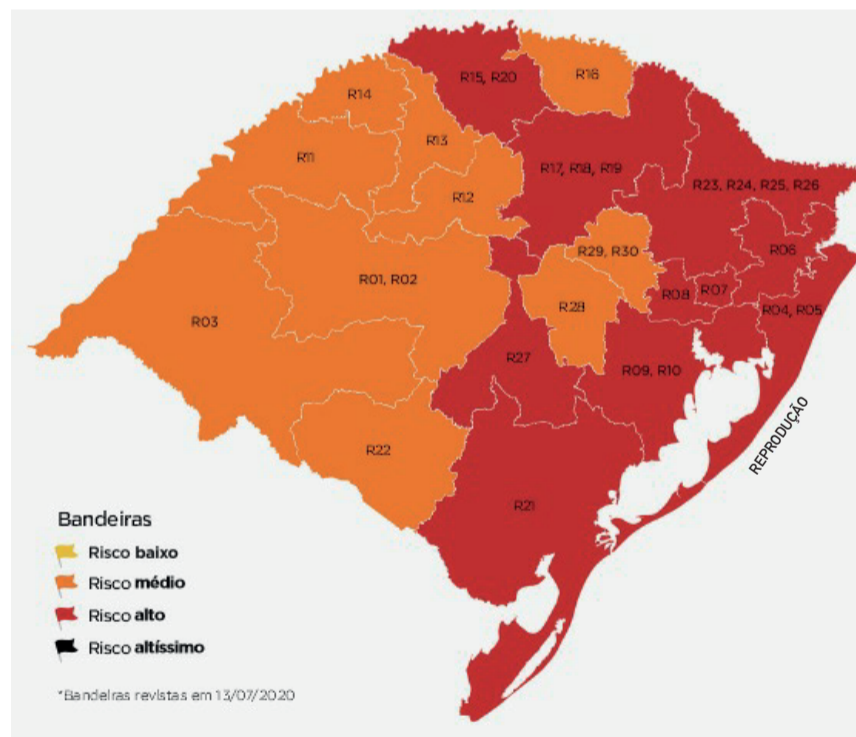 R15, R20
R16
R14
R13
R11
R17, R18, R19
R23, R24, R25, R26
R12
R06
R29, R30
R01, R02
R08
R07
R28
R04, R05
R03
R27
R09, R10
REPRODUÇÃO
R22
R21
Bandeiras
Risco baixo
Risco médio
Risco alto
Risco altíssimo
*Bandeiras revistas em 13/07/2020